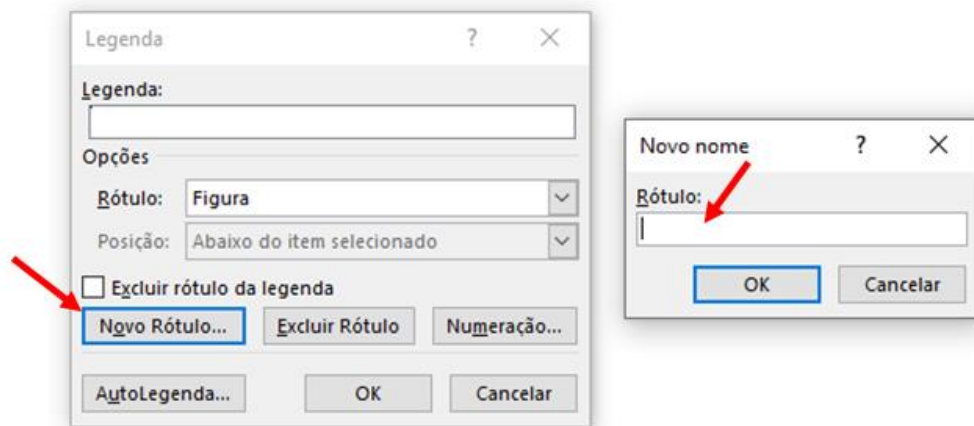 Legenda ? ×
Legenda:
Opções
Rótulo: Figura
Posição: Abaixo do item selecionado
Excluir rótulo da legenda
Novo Rótulo... Excluir Rótulo Numeração...
AutoLegenda... OK Cancelar
Novo nome ? ×
Rótulo:
OK Cancelar